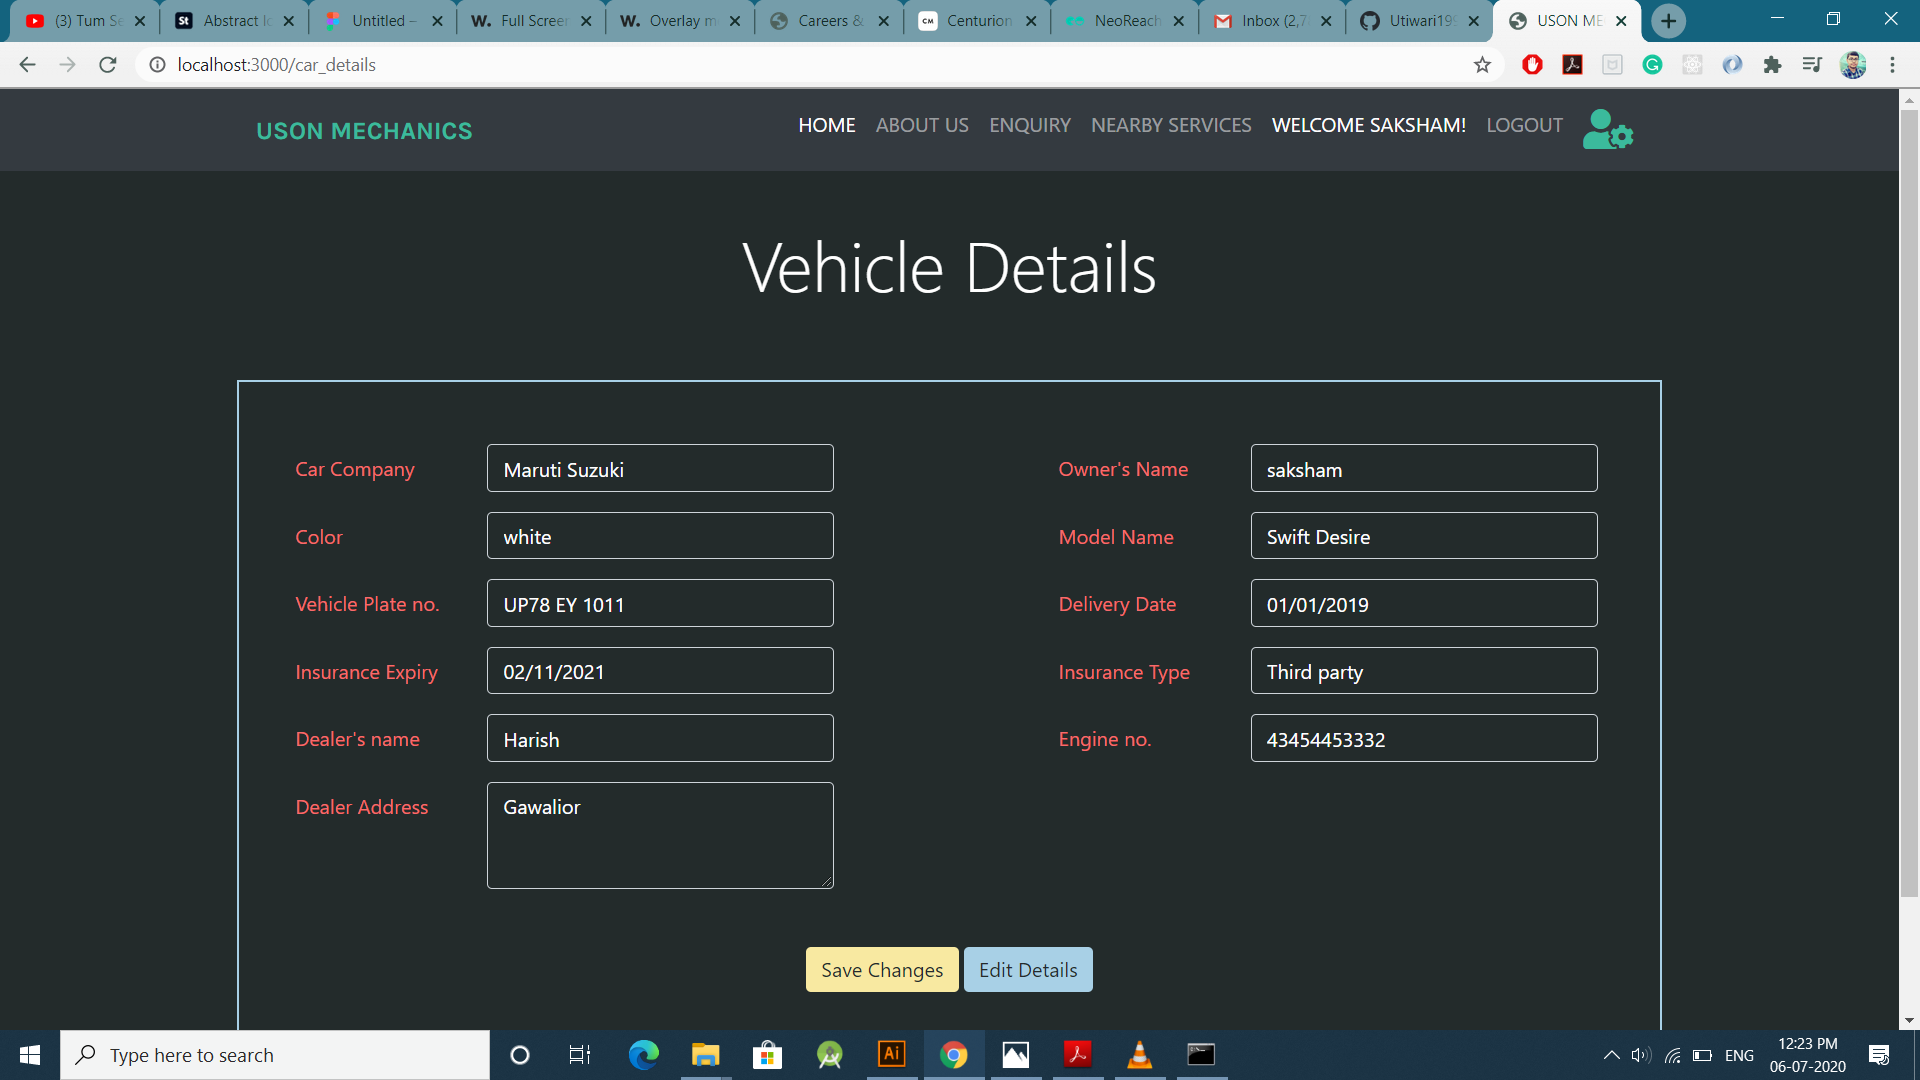 (3) Tum Se
Abstract Ic
Untitled –
Full Screen
Overlay m
Careers &
Centurion
NeoReach
Inbox (2,7
Utiwari199
USON ME
localhost:3000/car_details
USON MECHANICS
HOME ABOUT US ENQUIRY NEARBY SERVICES WELCOME SAKSHAM! LOGOUT
Vehicle Details
Car Company Maruti Suzuki
Owner's Name saksham
Color white
Model Name Swift Desire
Vehicle Plate no. UP78 EY 1011
Delivery Date 01/01/2019
Insurance Expiry 02/11/2021
Insurance Type Third party
Dealer's name Harish
Engine no. 43454453332
Dealer Address Gawalior
Save Changes Edit Details
Type here to search
Ai
ENG
12:23 PM
06-07-2020